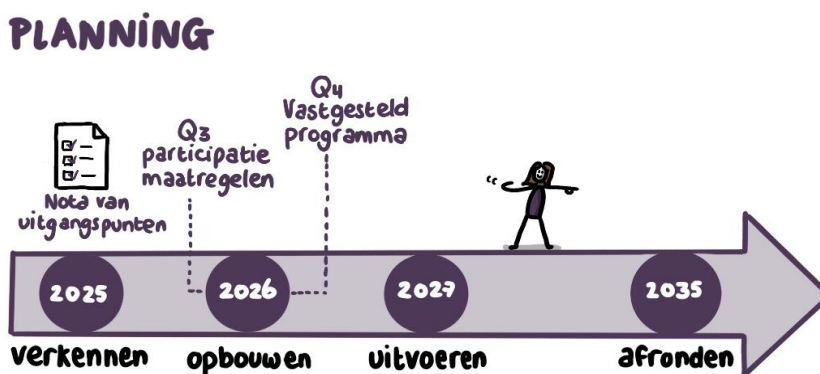 PLANNING
Nota van
uitgangspunten
Q3
participatie
maatregelen
Q4
Vastgesteld
programma
2025
2026
2027
2035
verkennen
opbouwen
uitvoeren
afronden